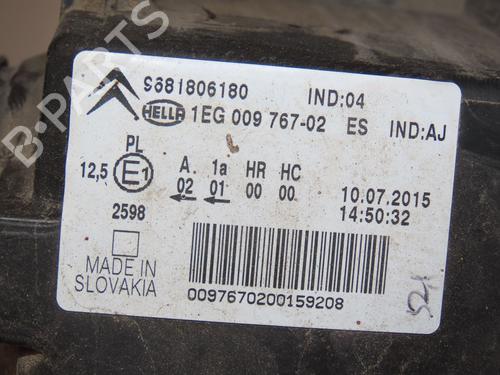 9681806180 IND:04
HELLA 1EG 009 767-02 ES IND:AJ
PL A. 1a HR HC
12,5 E1 02 01 00 00 10.07.2015
2598 14:50:32
MADE IN
SLOVAKIA
0097670200159208
521
B-PARTS